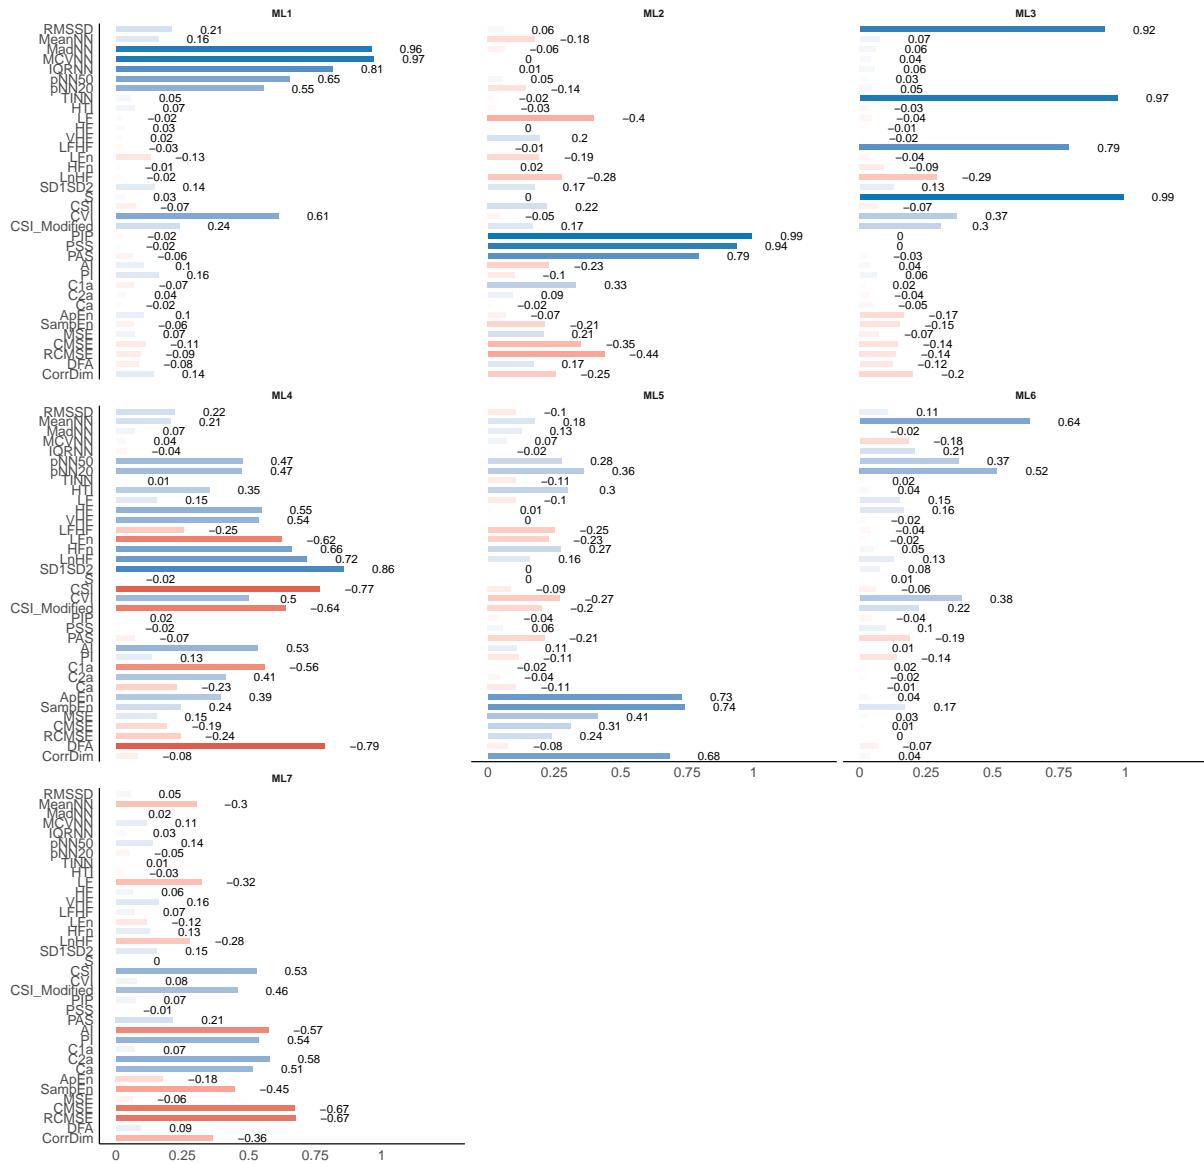 ML1 ML2 ML3
RMSSD 0.21 0.06 0.92
MeanNN 0.16 −0.18 0.07
MadNN 0.96 −0.06 0.06
MCVNN 0.97 0 0.04
IQRNN 0.81 0.01 0.06
pNN50 0.65 0.05 0.03
pNN20 0.55 −0.14 0.05
TINN 0.05 −0.02 0.97
HTI 0.07 −0.03 −0.03
LF −0.02 −0.4 −0.04
HF 0.03 0 −0.01
VHF 0.02 0.2 −0.02
LFHF −0.03 −0.01 0.79
LFn −0.13 −0.19 −0.04
HFn −0.01 0.02 −0.09
LnHF −0.02 −0.28 −0.29
SD1SD2 0.14 0.17 0.13
S 0.03 0 0.99
CSI −0.07 0.22 −0.07
CVI 0.61 −0.05 0.37
CSI_Modified 0.24 0.17 0.3
PIP −0.02 0.99 0
PSS −0.02 0.94 0
PAS −0.06 0.79 −0.03
AI 0.1 −0.23 0.04
PI 0.16 −0.1 0.06
C1a −0.07 0.33 0.02
C2a 0.04 0.09 −0.04
Ca −0.02 −0.02 −0.05
ApEn 0.1 −0.07 −0.17
SampEn −0.06 −0.21 −0.15
MSE 0.07 0.21 −0.07
CMSE −0.11 −0.35 −0.14
RCMSE −0.09 −0.44 −0.14
DFA −0.08 0.17 −0.12
CorrDim 0.14 −0.25 −0.2
ML4 ML5 ML6
RMSSD 0.22 −0.1 0.11
MeanNN 0.21 0.18 0.64
MadNN 0.07 0.13 −0.02
MCVNN 0.04 0.07 −0.18
IQRNN −0.04 −0.02 0.21
pNN50 0.47 0.28 0.37
pNN20 0.47 0.36 0.52
TINN 0.01 −0.11 0.02
HTI 0.35 0.3 0.04
LF 0.15 −0.1 0.15
HF 0.55 0.01 0.16
VHF 0.54 0 −0.02
LFHF −0.25 −0.25 −0.04
LFn −0.62 −0.23 −0.02
HFn 0.66 0.27 0.05
LnHF 0.72 0.16 0.13
SD1SD2 0.86 0 0.08
S −0.02 0 0.01
CSI −0.77 −0.09 −0.06
CVI 0.5 −0.27 0.38
CSI_Modified −0.64 −0.2 0.22
PIP 0.02 −0.04 −0.04
PSS −0.02 0.06 0.1
PAS −0.07 −0.21 −0.19
AI 0.53 0.11 0.01
PI 0.13 −0.11 −0.14
C1a −0.56 −0.02 0.02
C2a 0.41 −0.04 −0.02
Ca −0.23 −0.11 −0.01
ApEn 0.39 0.73 0.04
SampEn 0.24 0.74 0.17
MSE 0.15 0.41 0.03
CMSE −0.19 0.31 0.01
RCMSE −0.24 0.24 0
DFA −0.79 −0.08 −0.07
CorrDim −0.08 0.68 0.04
0 0.25 0.5 0.75 1 0 0.25 0.5 0.75 1
ML7
RMSSD 0.05
MeanNN −0.3
MadNN 0.02
MCVNN 0.11
IQRNN 0.03
pNN50 0.14
pNN20 −0.05
TINN 0.01
HTI −0.03
LF −0.32
HF 0.06
VHF 0.16
LFHF 0.07
LFn −0.12
HFn 0.13
LnHF −0.28
SD1SD2 0.15
S 0
CSI 0.53
CVI 0.08
CSI_Modified 0.46
PIP 0.07
PSS −0.01
PAS 0.21
AI −0.57
PI 0.54
C1a 0.07
C2a 0.58
Ca 0.51
ApEn −0.18
SampEn −0.45
MSE −0.06
CMSE −0.67
RCMSE −0.67
DFA 0.09
CorrDim −0.36
0 0.25 0.5 0.75 1